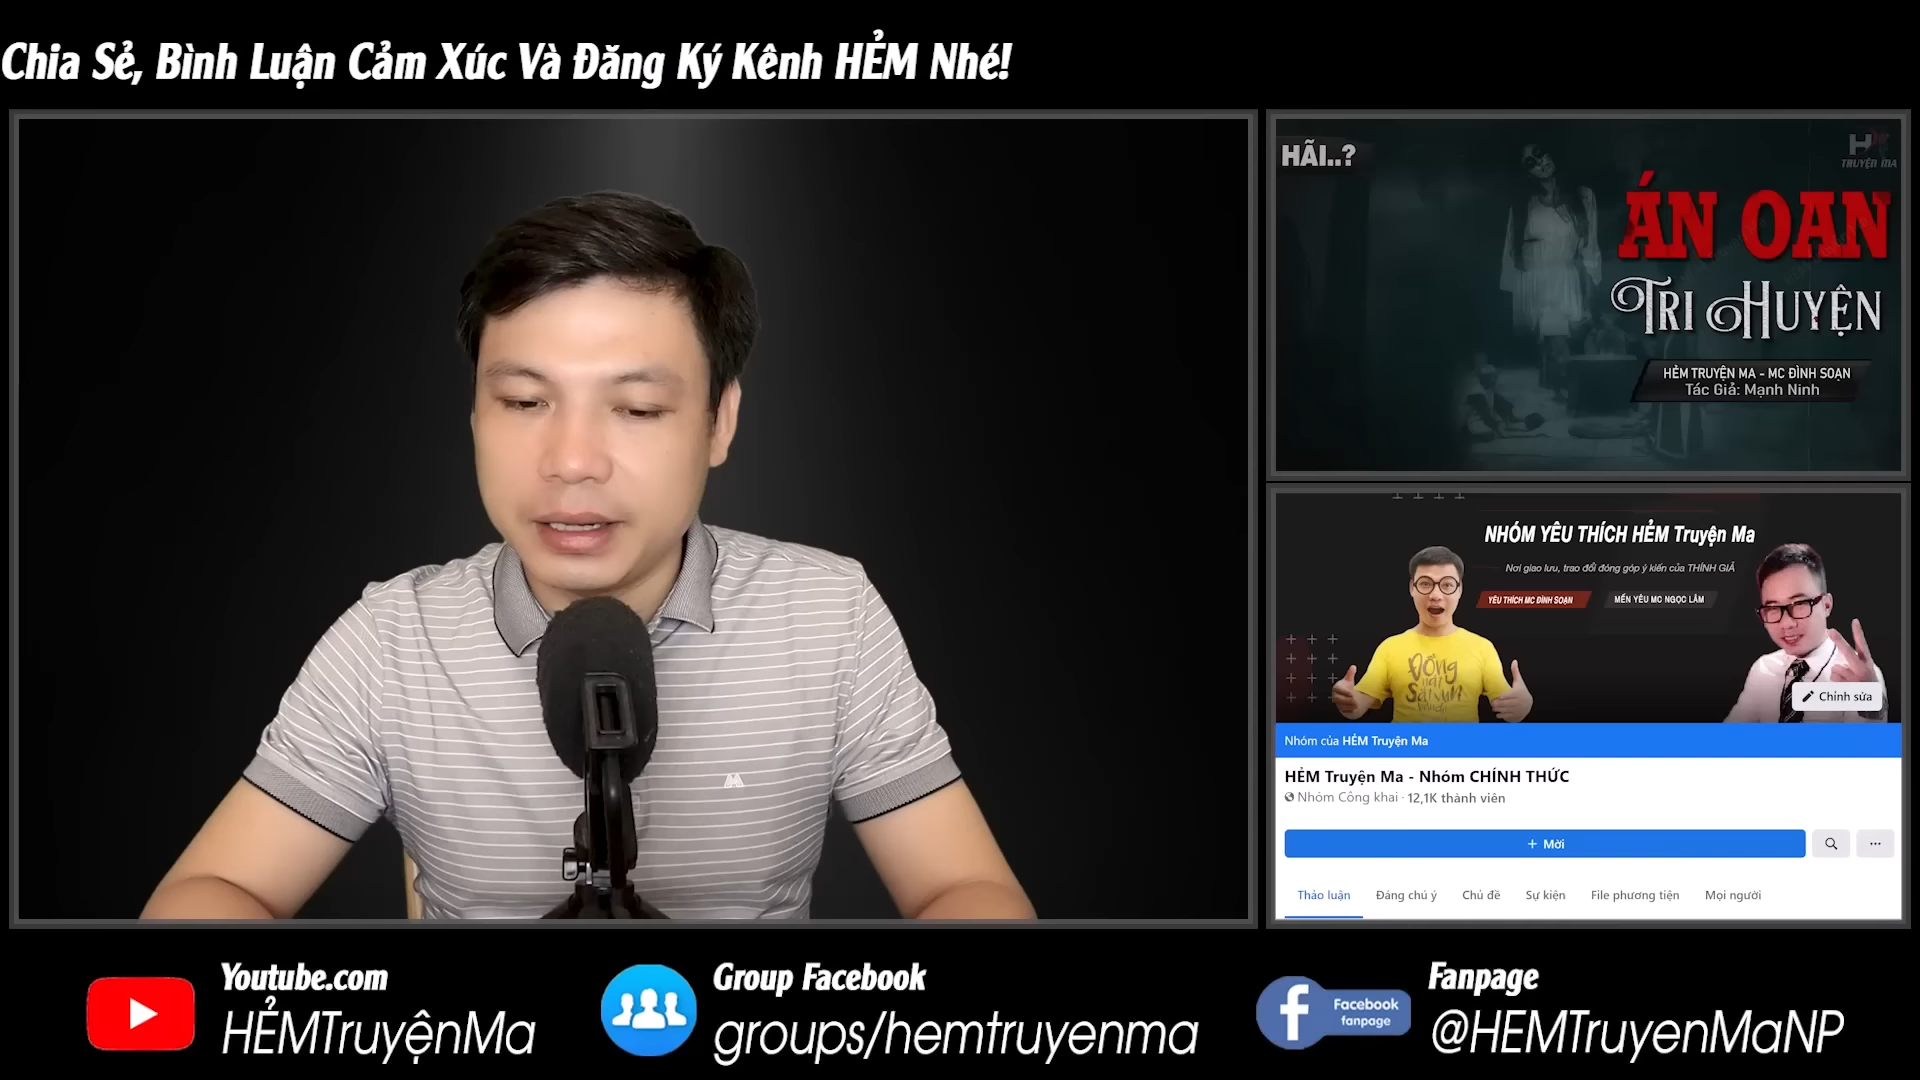 Chia Sẻ, Bình Luận Cảm Xúc Và Đăng Ký Kênh HẺM Nhé!
HÃI..?
TRUYỆN MA
ÁN OAN
TRI HUYỆN
HẺM TRUYỆN MA - MC ĐÌNH SOẠN
Tác Giả: Mạnh Ninh
NHÓM YÊU THÍCH HẺM Truyện Ma
Nơi giao lưu, trao đổi đóng góp ý kiến của THÍNH GIẢ
YÊU THÍCH MC ĐÌNH SOẠN
MẾN YÊU MC NGỌC LÂM
Chỉnh sửa
Nhóm của HẺM Truyện Ma
HẺM Truyện Ma - Nhóm CHÍNH THỨC
Nhóm Công khai · 12,1K thành viên
+ Mời
Thảo luận
Đáng chú ý
Chủ đề
Sự kiện
File phương tiện
Mọi người
Youtube.com
HẺMTruyệnMa
Group Facebook
groups/hemtruyenma
Facebook
fanpage
Fanpage
@HEMTruyenMaNP